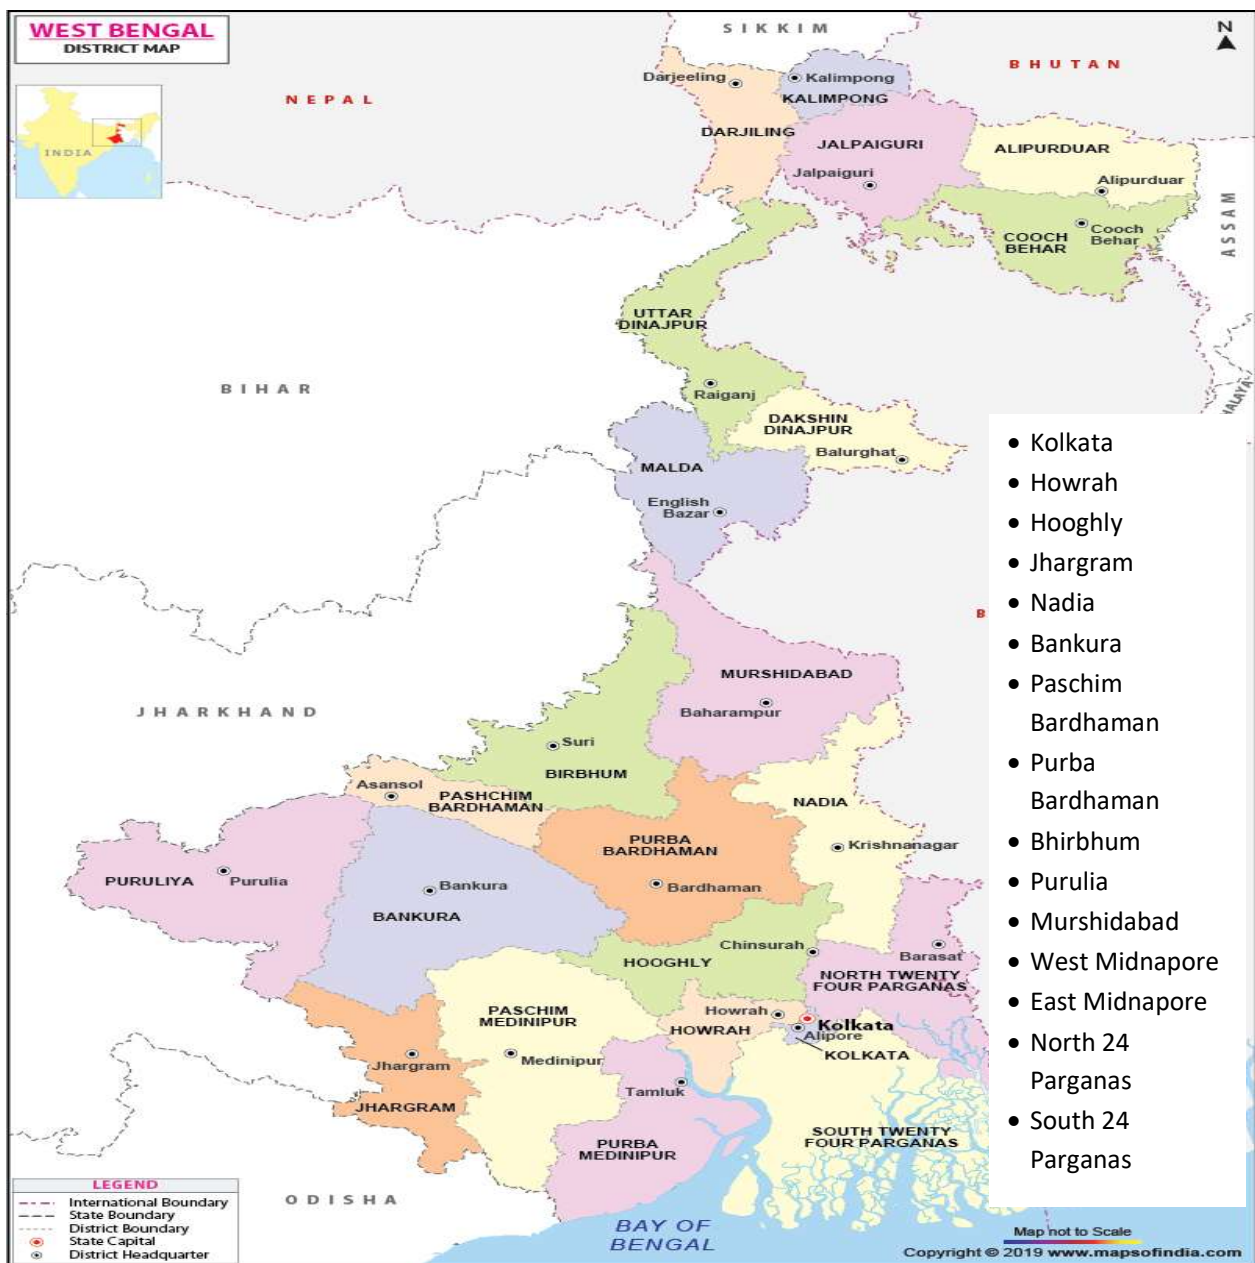 WEST BENGAL
DISTRICT MAP
SIKKIM
N
BHUTAN
NEPAL
INDIA
Darjeeling
Kalimpong
KALIMPONG
DARJILING
JALPAIGURI
ALIPURDUAR
Jalpaiguri
Alipurduar
ASSAM
COOCH
BEHAR
Cooch
Behar
UTTAR
DINAJPUR
BIHAR
Raiganj
DAKSHIN
DINAJPUR
Balurghat
MALDA
English
Bazar
HALAYA
B
JHARKHAND
MURSHIDABAD
Baharampur
Suri
BIRBHUM
Asansol
PASHCHIM
BARDHAMAN
NADIA
PURBA
BARDHAMAN
Krishnanagar
PURULIYA
Purulia
Bankura
BANKURA
Bardhaman
HOOGHLY
Chinsurah
Barasat
NORTH TWENTY
FOUR PARGANAS
PASCHIM
MEDINIPUR
Howrah
HOWRAH
Kolkata
Alipore
KOLKATA
Jhargram
JHARGRAM
Medinipur
Tamluk
PURBA
MEDINIPUR
SOUTH TWENTY
FOUR PARGANAS
ODISHA
BAY OF
BENGAL
• Kolkata
• Howrah
• Hooghly
• Jhargram
• Nadia
• Bankura
• Paschim
Bardhaman
• Purba
Bardhaman
• Bhirbhum
• Purulia
• Murshidabad
• West Midnapore
• East Midnapore
• North 24
Parganas
• South 24
Parganas
LEGEND
International Boundary
State Boundary
District Boundary
State Capital
District Headquarter
Map not to Scale
Copyright © 2019 www.mapsofindia.com